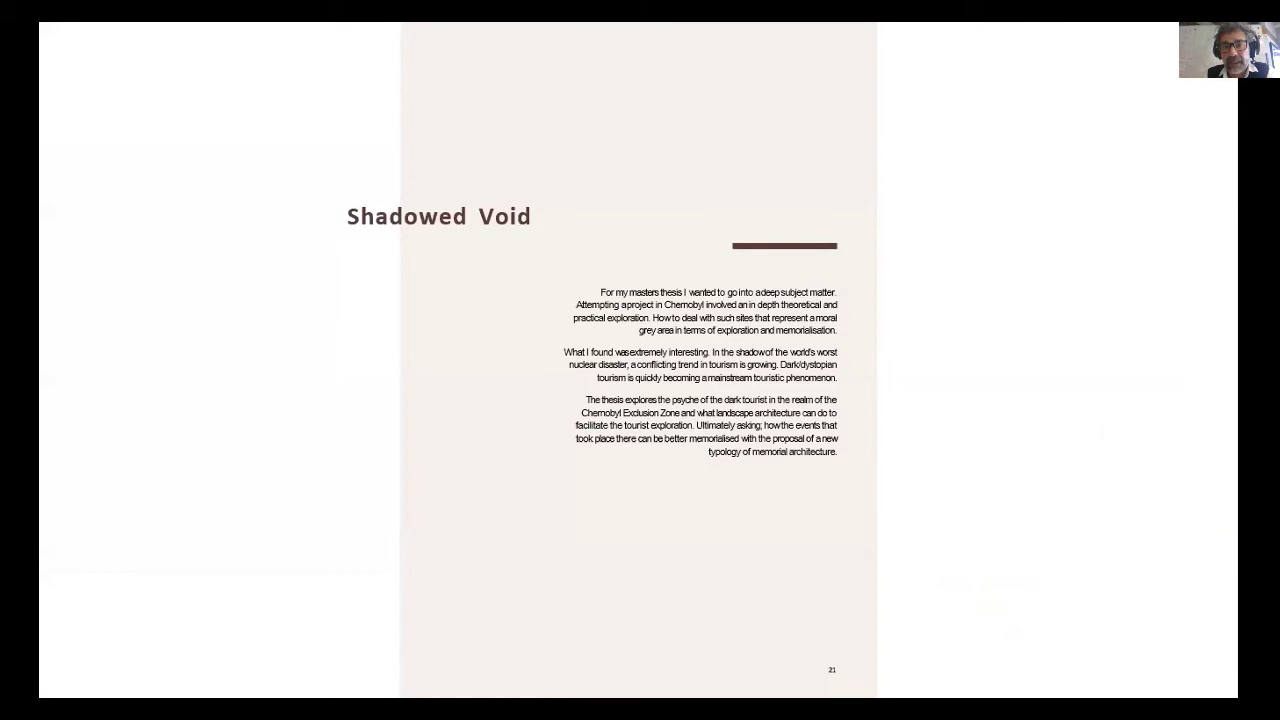 Shadowed Void
For my masters thesis I wanted to go into a deep subject matter.
Attempting a project in Chernobyl involved an in depth theoretical and
practical exploration. How to deal with such sites that represent a moral
grey area in terms of exploration and memorialisation.
What I found was extremely interesting. In the shadow of the world's worst
nuclear disaster, a conflicting trend in tourism is growing. Dark/dystopian
tourism is quickly becoming a mainstream touristic phenomenon.
The thesis explores the psyche of the dark tourist in the realm of the
Chernobyl Exclusion Zone and what landscape architecture can do to
facilitate the tourist exploration. Ultimately asking; how the events that
took place there can be better memorialised with the proposal of a new
typology of memorial architecture.
21